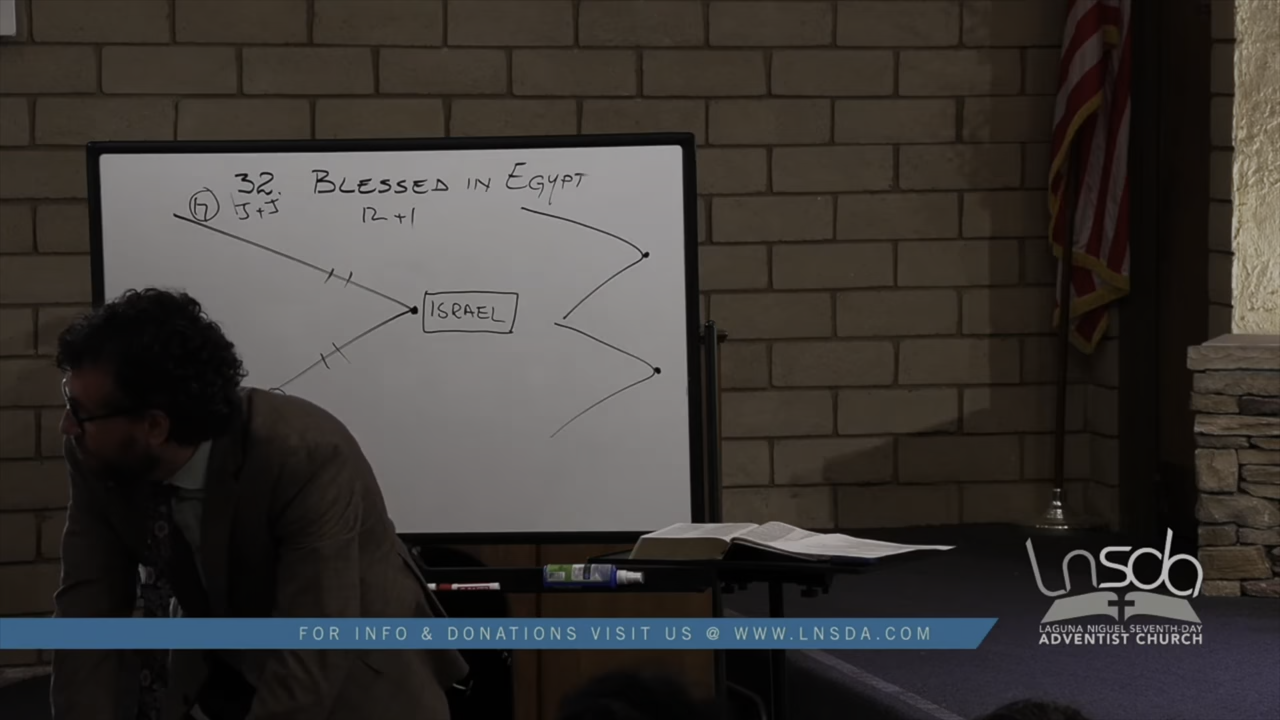 32. BLESSED IN EGYPT
17 J+J 12+1
ISRAEL
LNSDA
LAGUNA NIGUEL SEVENTH-DAY
ADVENTIST CHURCH
FOR INFO & DONATIONS VISIT US @ WWW.LNSDA.COM